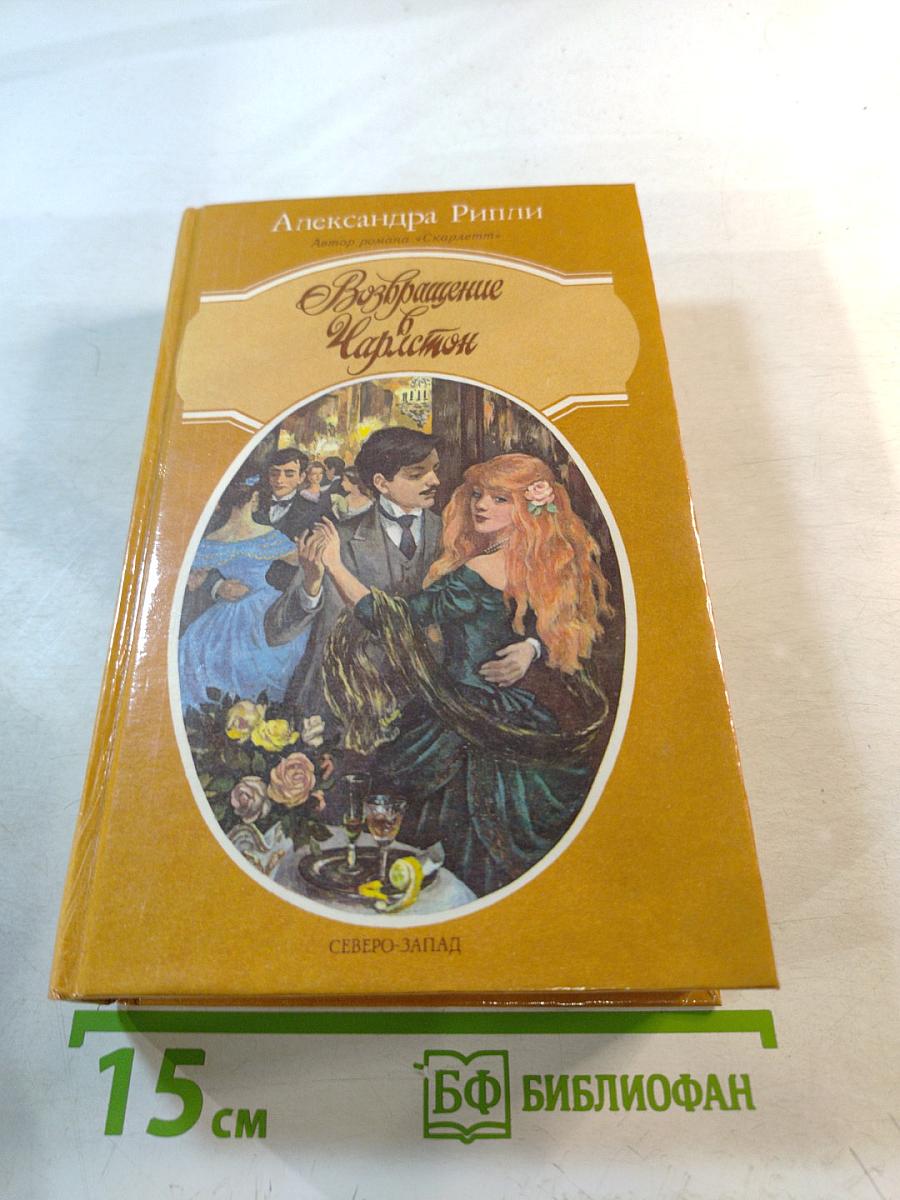 Александра Рипли
Автор романа «Скарлетт»
Возвращение
в
Чарлстон
СЕВЕРО-ЗАПАД
15 см
БФ БИБЛИОФАН